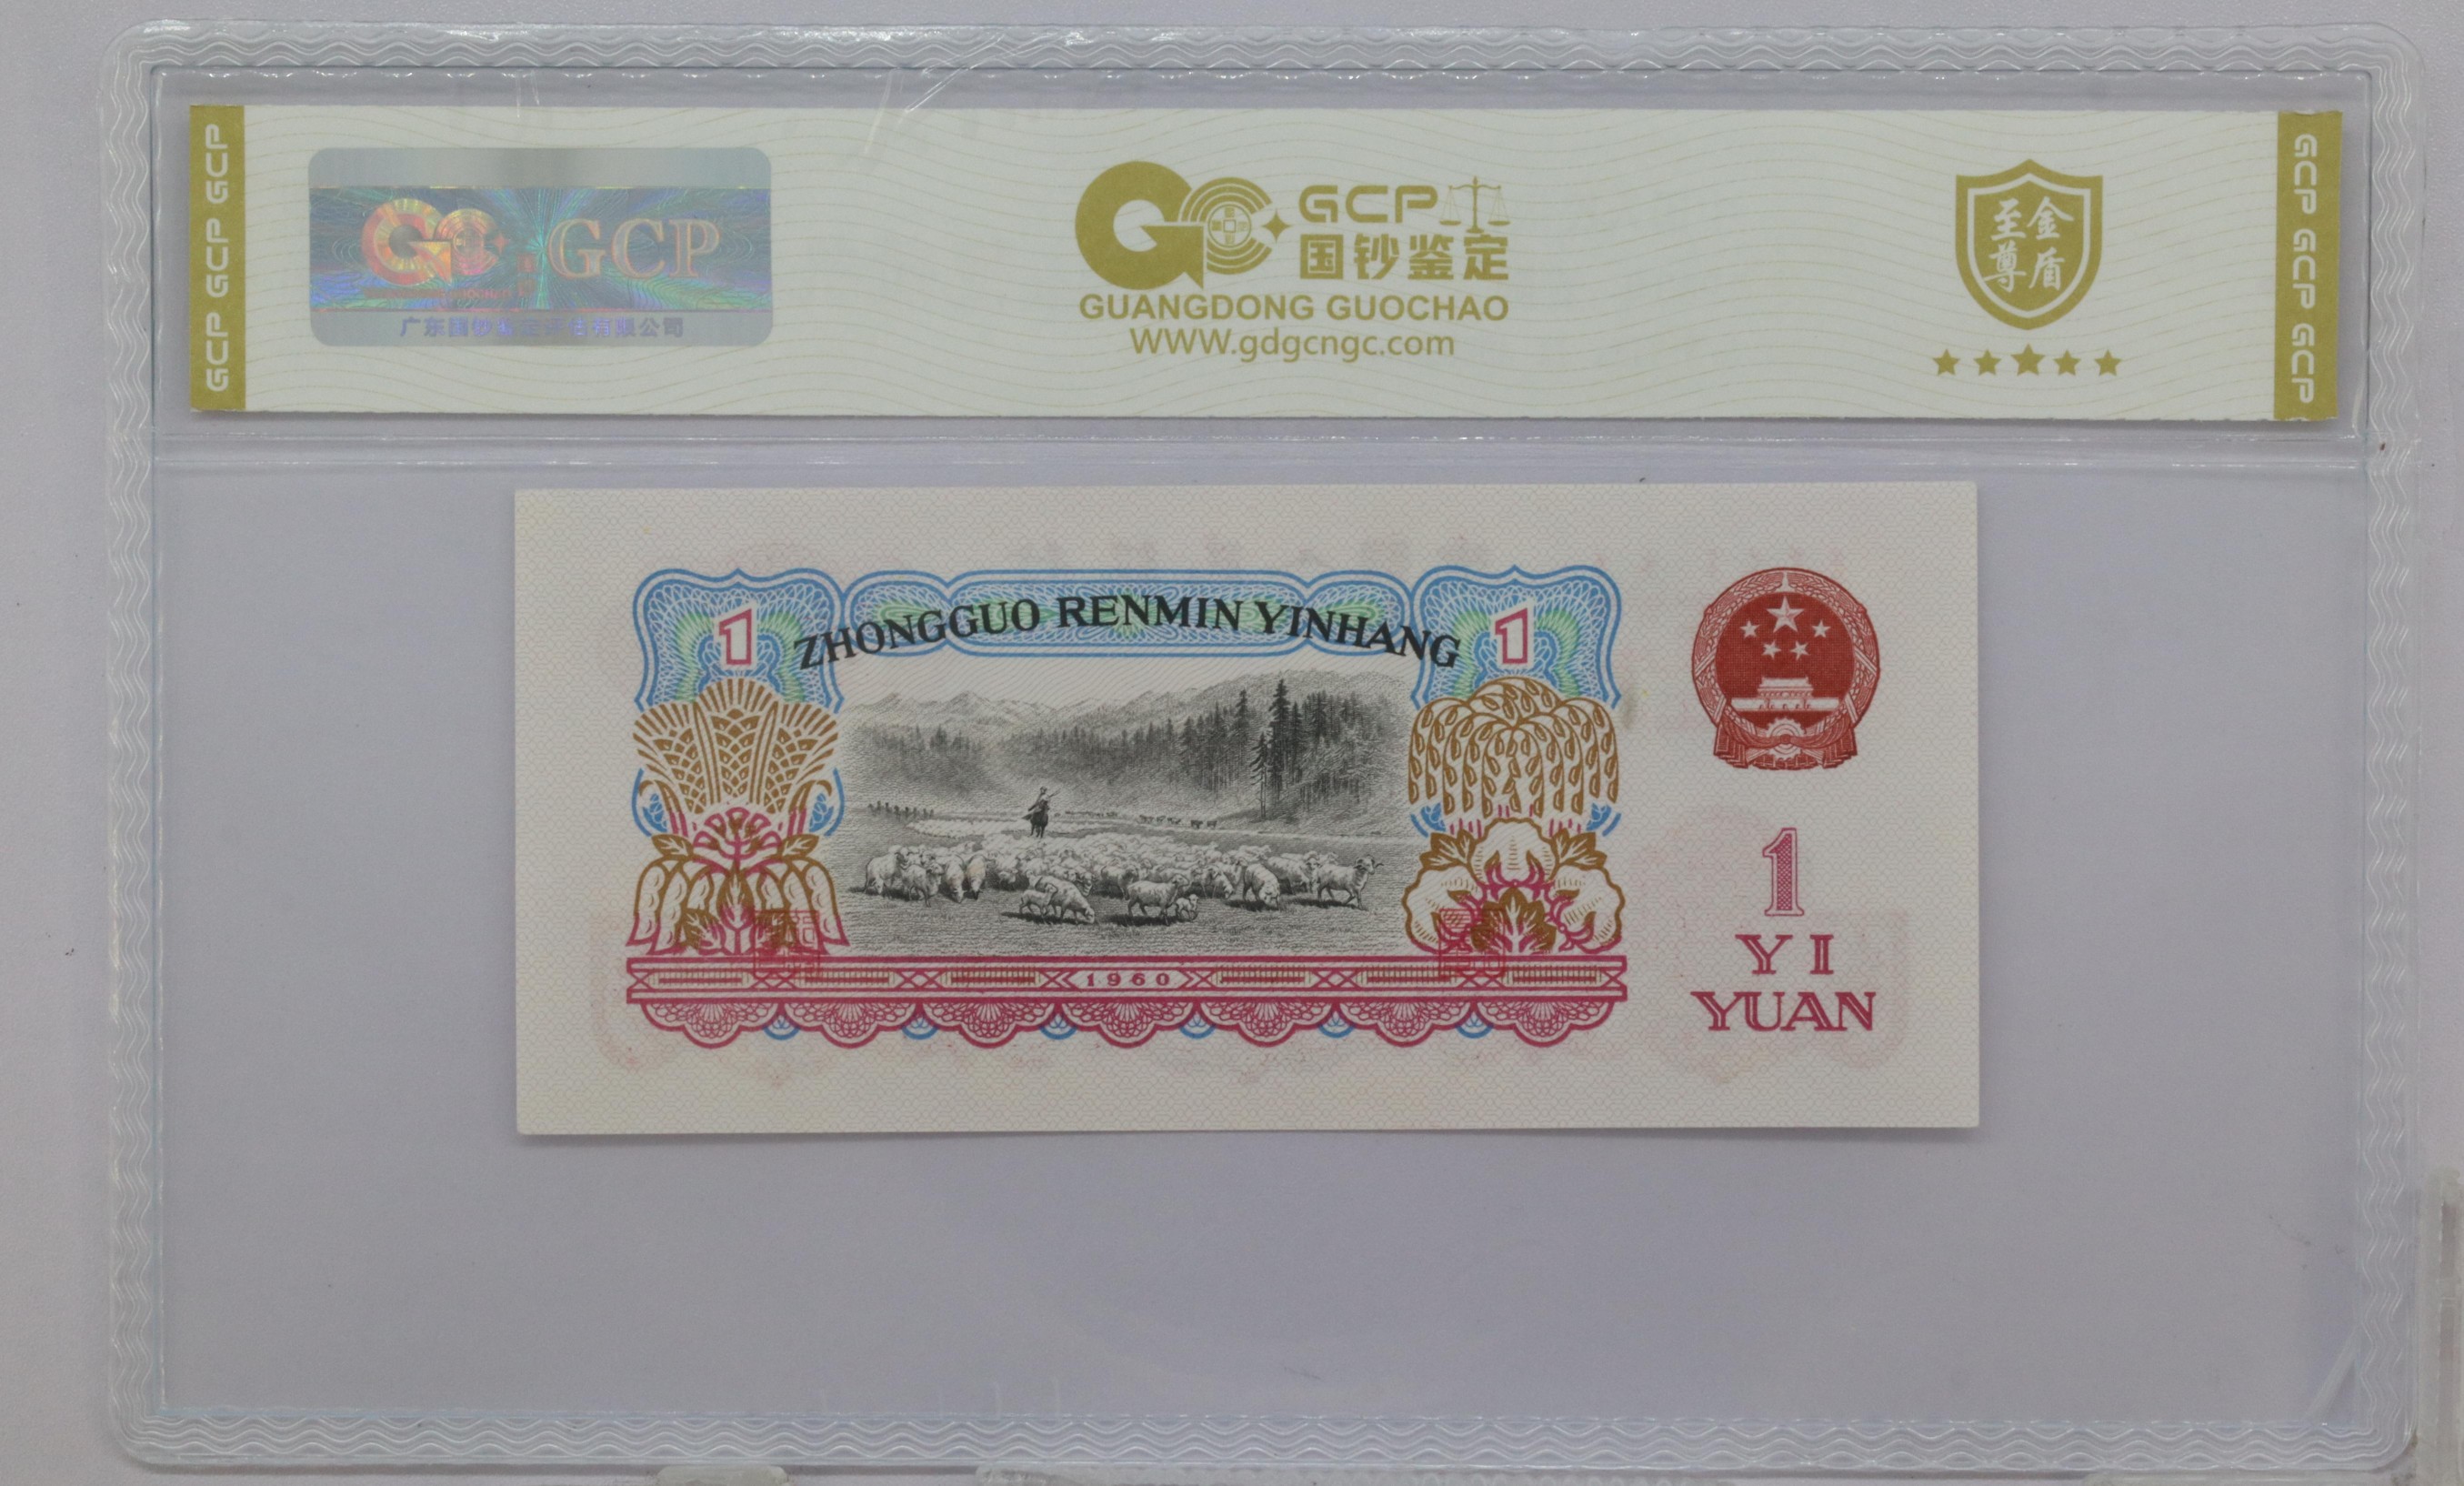 GCP GCP GCP
GCP
广东国钞鉴定评估有限公司
GC GCP
国钞鉴定
GUANGDONG GUOCHAO
WWW.gdgcngc.com
至尊金盾
GCP GCP GCP
1 ZHONGGUO RENMIN YINHANG 1
1960
1
YI
YUAN